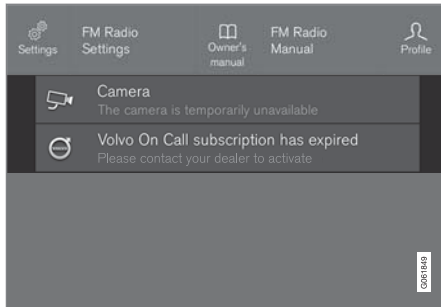 Settings
FM Radio
Settings
Owner's
manual
FM Radio
Manual
Profile
Camera
The camera is temporarily unavailable
Volvo On Call subscription has expired
Please contact your dealer to activate
G061849